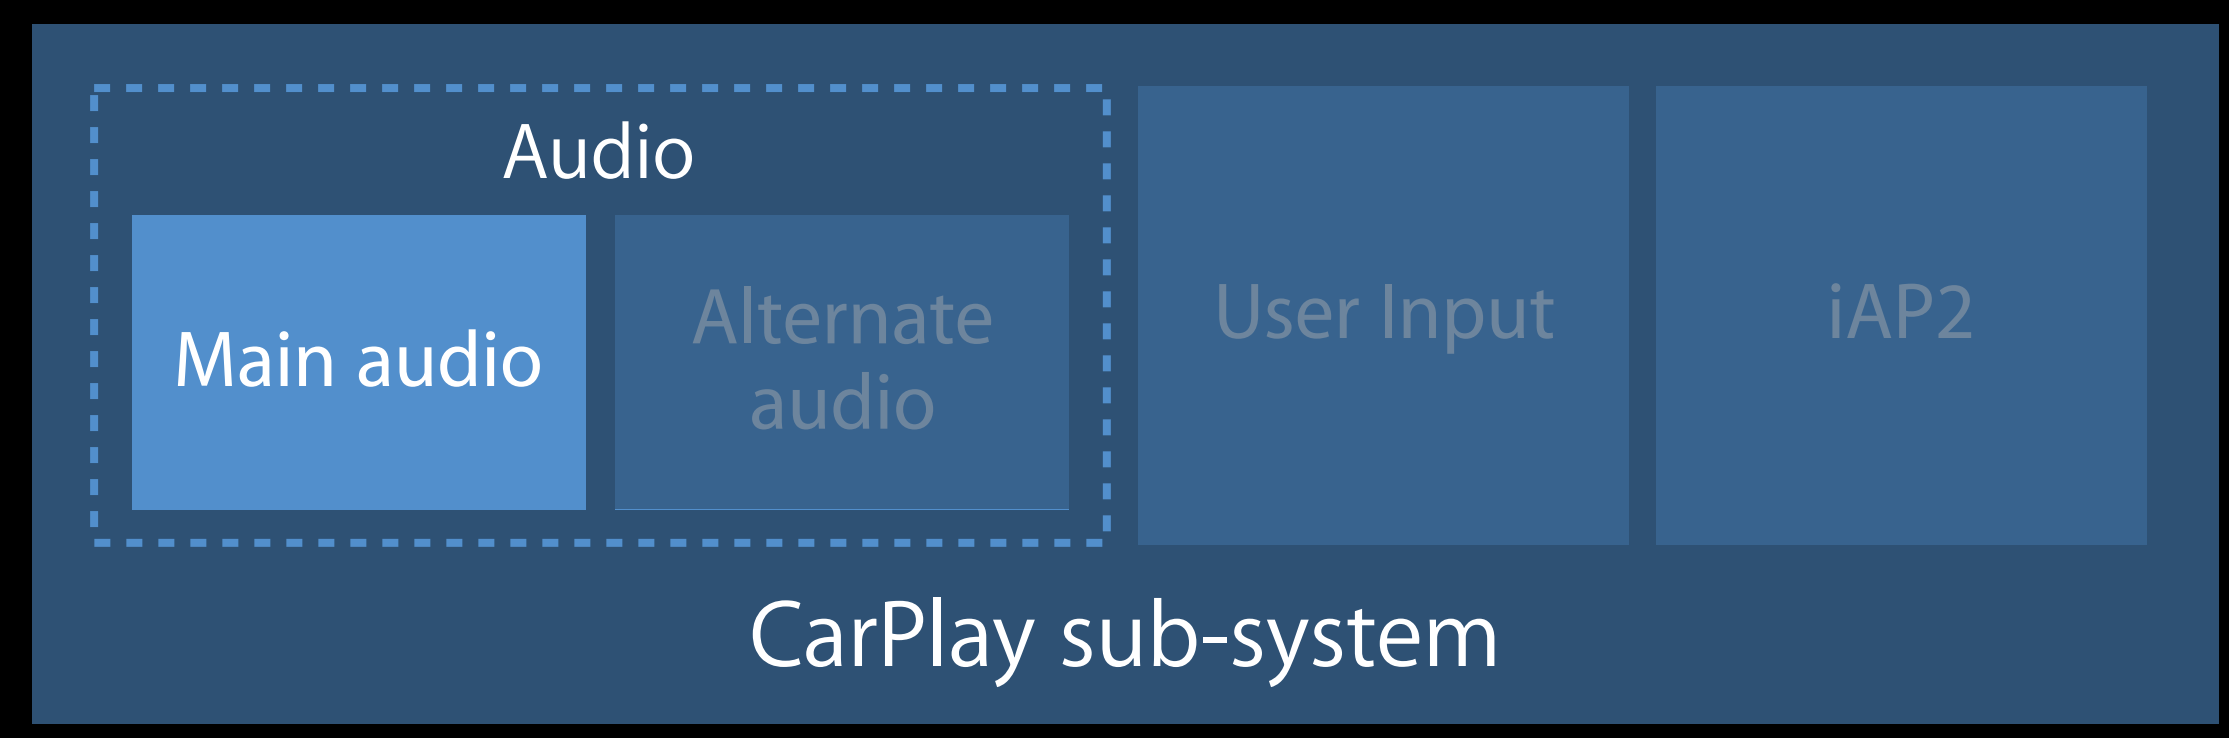 Audio
Main audio
Alternate
audio
User Input
iAP2
CarPlay sub-system